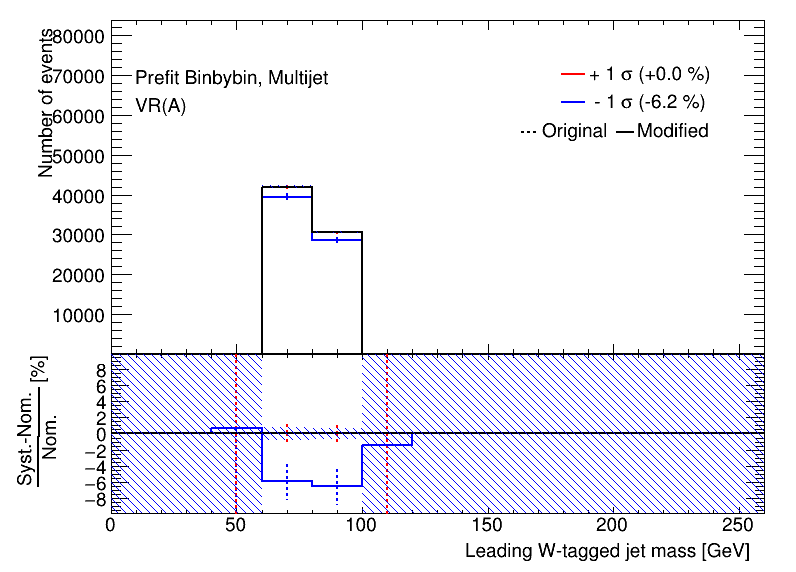 Number of events
80000
70000
60000
50000
40000
30000
20000
10000
Prefit Binbybin, Multijet
VR(A)
+ 1 σ (+0.0 %)
- 1 σ (-6.2 %)
Original
Modified
Syst.-Nom.
Nom.
[%]
8
6
4
2
0
−2
−4
−6
−8
0 50 100 150 200 250
Leading W-tagged jet mass [GeV]